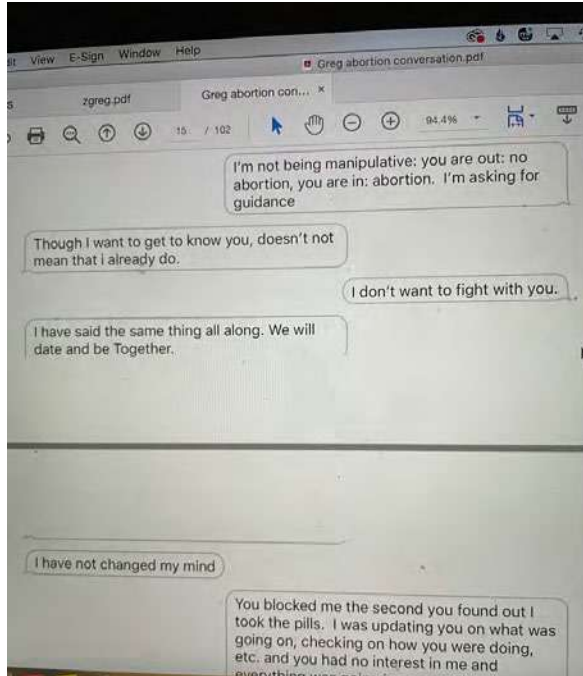 View E-Sign Window Help
Greg abortion conversation.pdf
zgreg.pdf Greg abortion con... ×
15 / 102 94.4%
I'm not being manipulative: you are out: no
abortion, you are in: abortion. I'm asking for
guidance
Though I want to get to know you, doesn't not
mean that i already do.
I don't want to fight with you.
I have said the same thing all along. We will
date and be Together.
I have not changed my mind
You blocked me the second you found out I
took the pills. I was updating you on what was
going on, checking on how you were doing,
etc. and you had no interest in me and